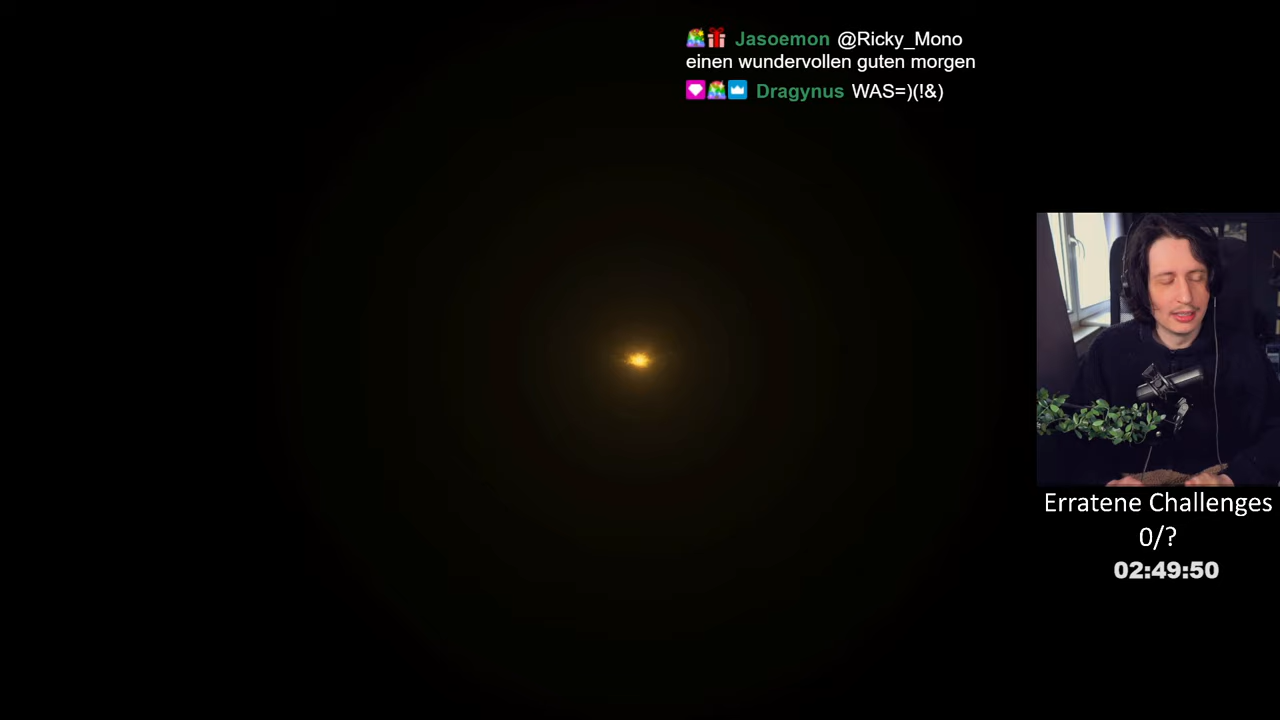 Jasoemon @Ricky_Mono
einen wundervollen guten morgen
Dragynus WAS=)(!&)
Erratene Challenges
0/?
02:49:50